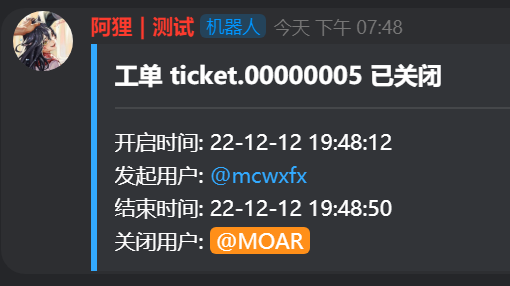 阿狸 | 测试 机器人 今天 下午 07:48
工单 ticket.00000005 已关闭
开启时间: 22-12-12 19:48:12
发起用户: @mcwxfx
结束时间: 22-12-12 19:48:50
关闭用户: @MOAR